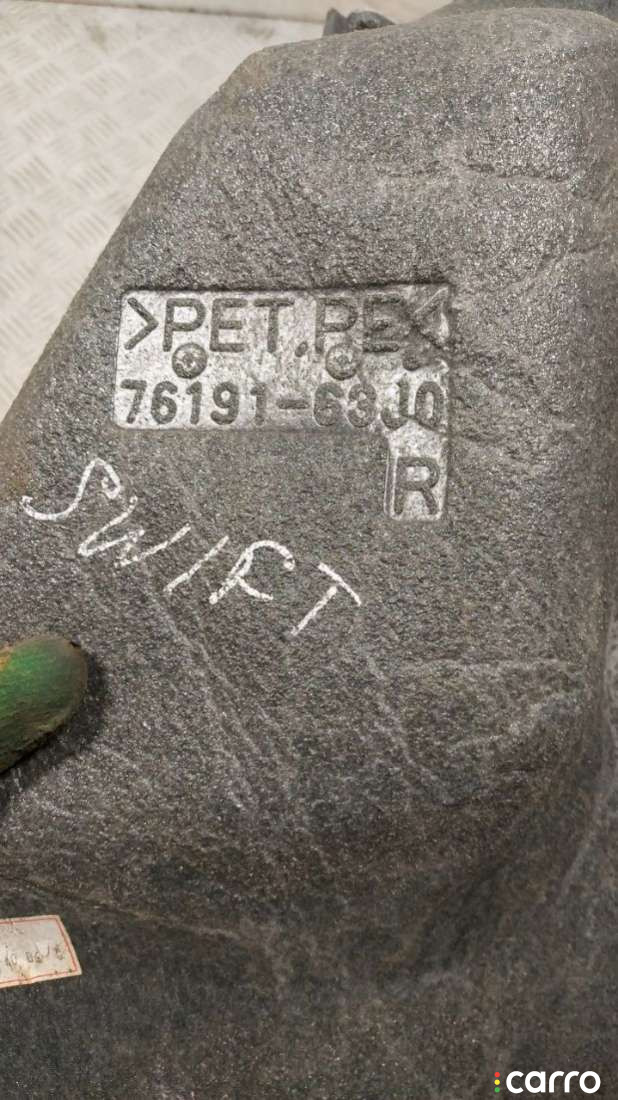 >PET.PE<
76191-63J0
R
SWIFT
carro